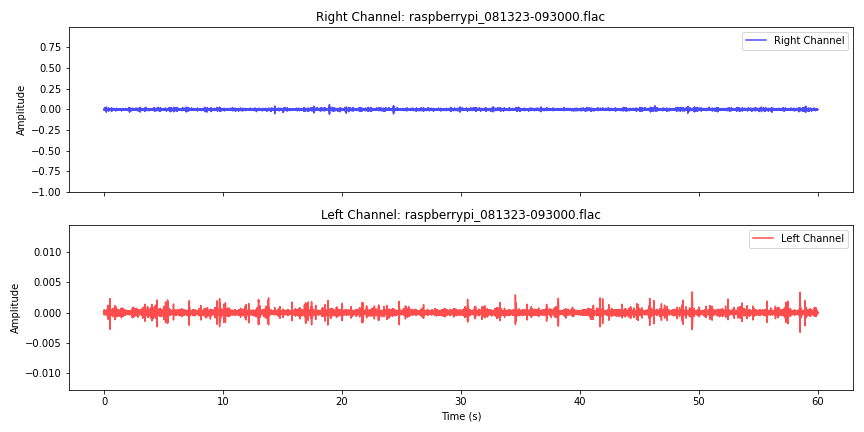 Right Channel: raspberrypi_081323-093000.flac
Right Channel
Amplitude
0.75
0.50
0.25
0.00
−0.25
−0.50
−0.75
−1.00
Left Channel: raspberrypi_081323-093000.flac
Left Channel
Amplitude
0.010
0.005
0.000
−0.005
−0.010
0 10 20 30 40 50 60
Time (s)